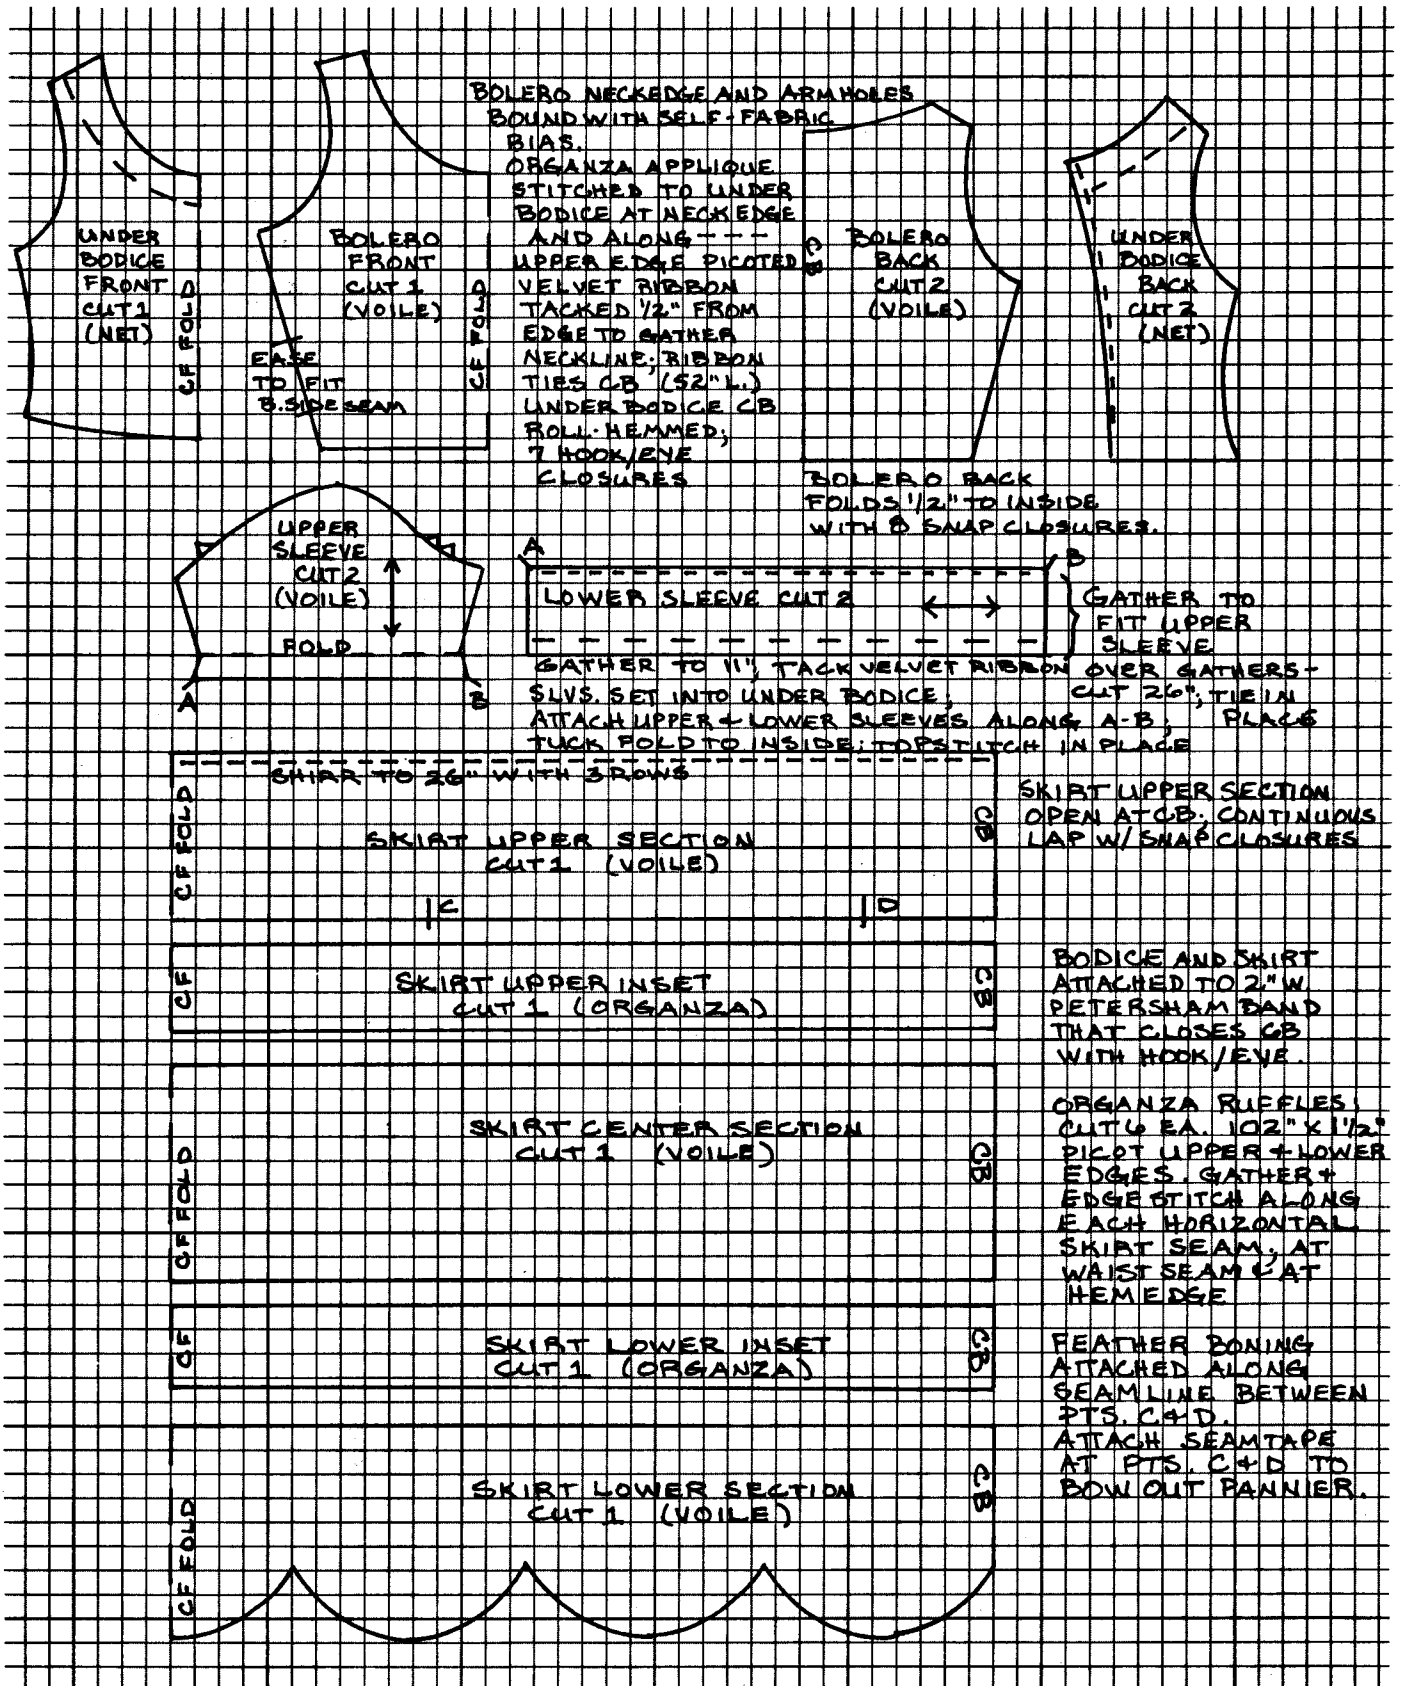 BOLERO NECKEDGE AND ARMHOLES
BOUND WITH SELF-FABRIC
BIAS.
ORGANZA APPLIQUE
STITCHED TO UNDER
BODICE AT NECK EDGE
AND ALONG ---
UPPER EDGE PICOTED
VELVET RIBBON
TACKED 1/2" FROM
EDGE TO GATHER
NECKLINE; RIBBON
TIES CB (52" L.)
UNDER BODICE CB
ROLL-HEMMED;
7 HOOK/EYE
CLOSURES
UNDER
BODICE
FRONT
CUT 1
(NET)
CF FOLD
BOLERO
FRONT
CUT 1
(VOILE)
CF FOLD
EASE
TO FIT
B. SIDE SEAM
CB
BOLERO
BACK
CUT 2
(VOILE)
UNDER
BODICE
BACK
CUT 2
(NET)
BOLERO BACK
FOLDS 1/2" TO INSIDE
WITH 8 SNAP CLOSURES.
UPPER
SLEEVE
CUT 2
(VOILE)
FOLD
A
B
A
B
LOWER SLEEVE CUT 2
GATHER TO
FIT UPPER
SLEEVE
GATHER TO 11", TACK VELVET RIBBON OVER GATHERS-
CUT 26"; TIE IN
PLACE
SLVS. SET INTO UNDER BODICE;
ATTACH UPPER + LOWER SLEEVES ALONG A-B;
TUCK FOLD TO INSIDE; TOPSTITCH IN PLACE
SHIRR TO 26" WITH 3 ROWS
CF FOLD
SKIRT UPPER SECTION
CUT 1 (VOILE)
CB
C
D
SKIRT UPPER SECTION
OPEN AT CB; CONTINUOUS
LAP W/ SNAP CLOSURES
CF
SKIRT UPPER INSET
CUT 1 (ORGANZA)
CB
BODICE AND SKIRT
ATTACHED TO 2" W
PETERSHAM BAND
THAT CLOSES CB
WITH HOOK/EYE.
CF FOLD
SKIRT CENTER SECTION
CUT 1 (VOILE)
CB
ORGANZA RUFFLES;
CUT 6 EA. 102" X 1 1/2"
PICOT UPPER + LOWER
EDGES. GATHER +
EDGESTITCH ALONG
EACH HORIZONTAL
SKIRT SEAM, AT
WAIST SEAM & AT
HEM EDGE
CF
SKIRT LOWER INSET
CUT 1 (ORGANZA)
CB
FEATHER BONING
ATTACHED ALONG
SEAMLINE BETWEEN
PTS. C & D.
ATTACH SEAMTAPE
AT PTS. C & D TO
BOW OUT PANNIER.
CF FOLD
SKIRT LOWER SECTION
CUT 1 (VOILE)
CB